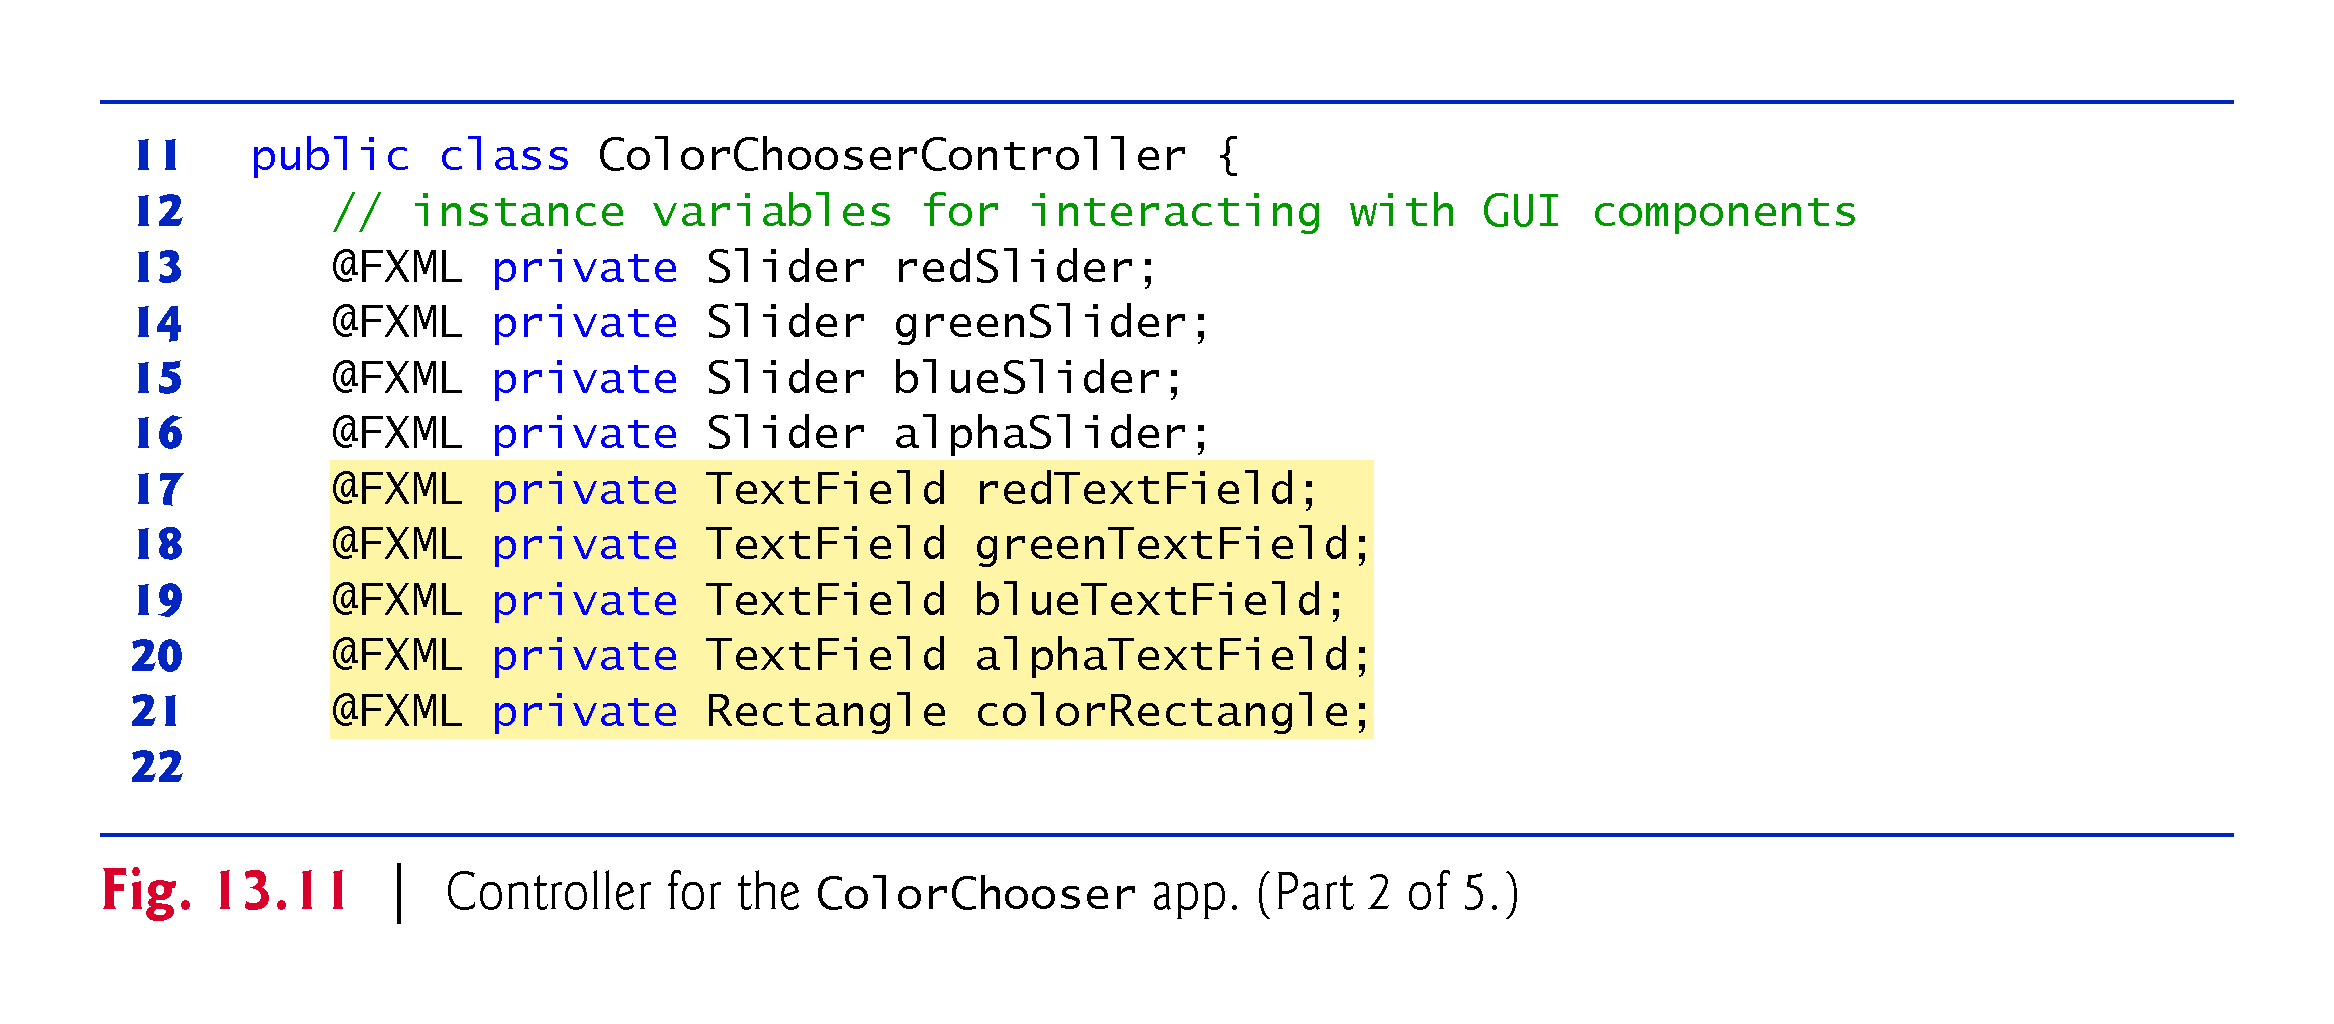 11 public class ColorChooserController {
12 // instance variables for interacting with GUI components
13 @FXML private Slider redSlider;
14 @FXML private Slider greenSlider;
15 @FXML private Slider blueSlider;
16 @FXML private Slider alphaSlider;
17 @FXML private TextField redTextField;
18 @FXML private TextField greenTextField;
19 @FXML private TextField blueTextField;
20 @FXML private TextField alphaTextField;
21 @FXML private Rectangle colorRectangle;
22
Fig. 13.11 | Controller for the ColorChooser app. (Part 2 of 5.)